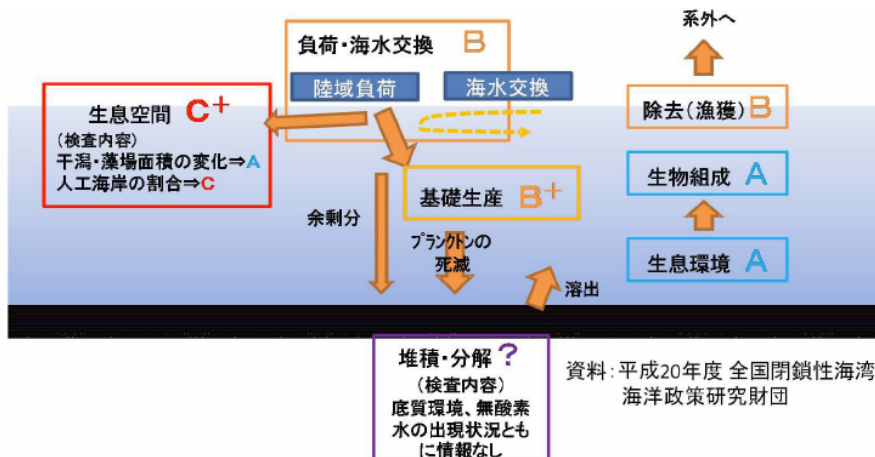 負荷・海水交換 B
陸域負荷
海水交換
系外へ
生息空間 C+
(検査内容)
干潟・藻場面積の変化⇒A
人工海岸の割合⇒C
除去(漁獲) B
基礎生産 B+
生物組成 A
余剰分
プランクトンの
死滅
生息環境 A
溶出
堆積・分解 ?
(検査内容)
底質環境、無酸素
水の出現状況とも
に情報なし
資料：平成20年度 全国閉鎖性海湾
海洋政策研究財団